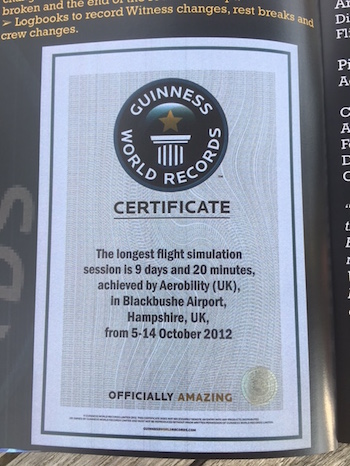 broken and the end of
➢ Logbooks to record Witness changes, rest breaks and
crew changes.
GUINNESS
WORLD RECORDS
CERTIFICATE
The longest flight simulation
session is 9 days and 20 minutes,
achieved by Aerobility (UK),
in Blackbushe Airport,
Hampshire, UK,
from 5-14 October 2012
OFFICIALLY AMAZING